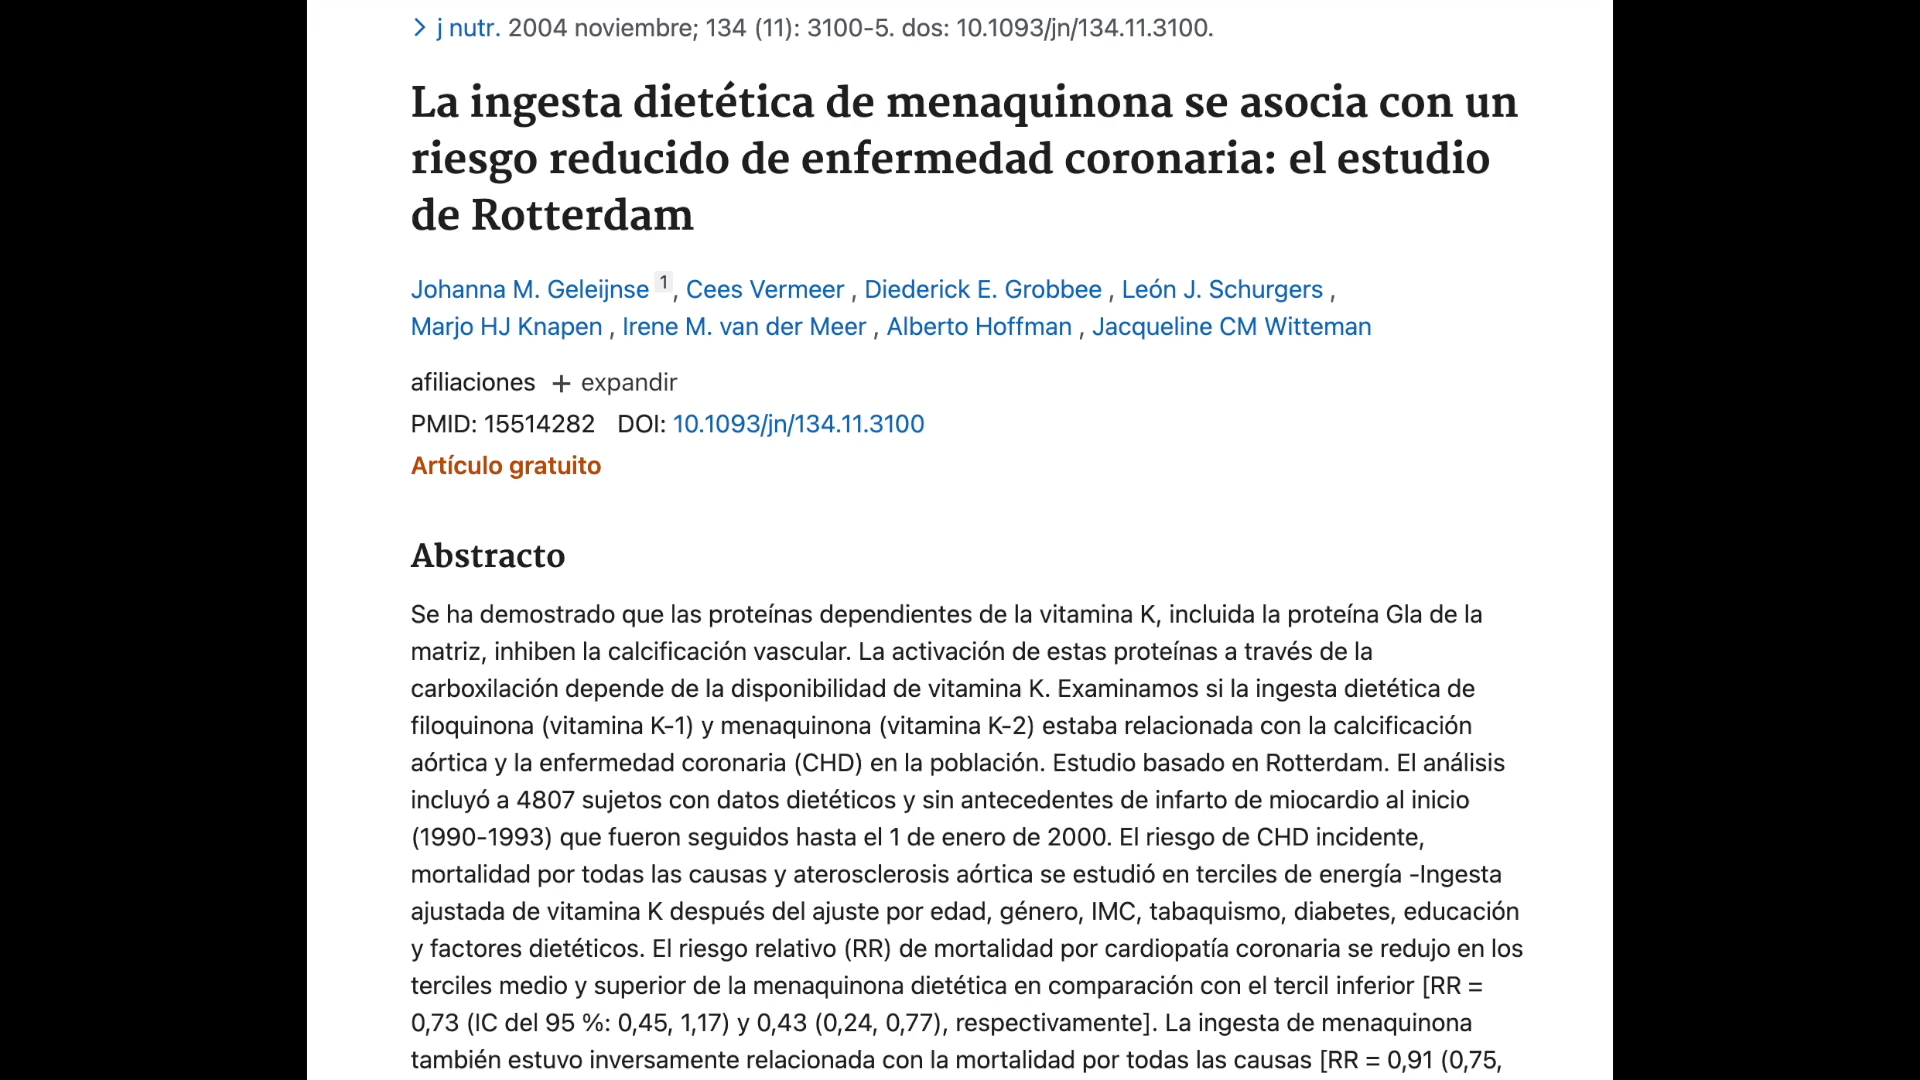 > j nutr. 2004 noviembre; 134 (11): 3100-5. dos: 10.1093/jn/134.11.3100.
La ingesta dietética de menaquinona se asocia con un
riesgo reducido de enfermedad coronaria: el estudio
de Rotterdam
Johanna M. Geleijnse 1, Cees Vermeer , Diederick E. Grobbee , León J. Schurgers ,
Marjo HJ Knapen , Irene M. van der Meer , Alberto Hoffman , Jacqueline CM Witteman
afiliaciones + expandir
PMID: 15514282 DOI: 10.1093/jn/134.11.3100
Artículo gratuito
Abstracto
Se ha demostrado que las proteínas dependientes de la vitamina K, incluida la proteína Gla de la
matriz, inhiben la calcificación vascular. La activación de estas proteínas a través de la
carboxilación depende de la disponibilidad de vitamina K. Examinamos si la ingesta dietética de
filoquinona (vitamina K-1) y menaquinona (vitamina K-2) estaba relacionada con la calcificación
aórtica y la enfermedad coronaria (CHD) en la población. Estudio basado en Rotterdam. El análisis
incluyó a 4807 sujetos con datos dietéticos y sin antecedentes de infarto de miocardio al inicio
(1990-1993) que fueron seguidos hasta el 1 de enero de 2000. El riesgo de CHD incidente,
mortalidad por todas las causas y aterosclerosis aórtica se estudió en terciles de energía -Ingesta
ajustada de vitamina K después del ajuste por edad, género, IMC, tabaquismo, diabetes, educación
y factores dietéticos. El riesgo relativo (RR) de mortalidad por cardiopatía coronaria se redujo en los
terciles medio y superior de la menaquinona dietética en comparación con el tercil inferior [RR =
0,73 (IC del 95 %: 0,45, 1,17) y 0,43 (0,24, 0,77), respectivamente]. La ingesta de menaquinona
también estuvo inversamente relacionada con la mortalidad por todas las causas [RR = 0,91 (0,75,